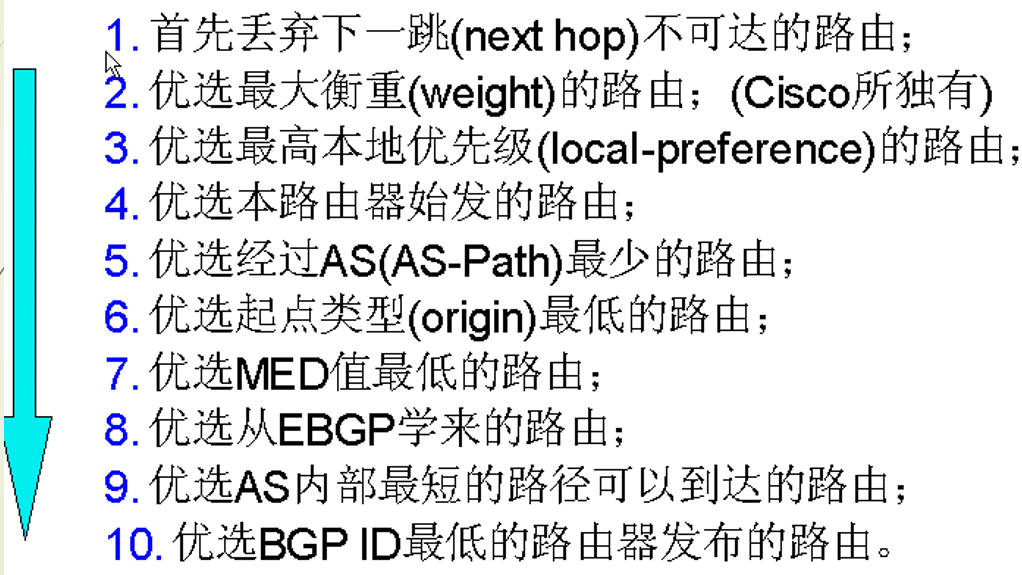 1. 首先丢弃下一跳(next hop)不可达的路由；
2. 优选最大衡重(weight)的路由；(Cisco所独有)
3. 优选最高本地优先级(local-preference)的路由；
4. 优选本路由器始发的路由；
5. 优选经过AS(AS-Path)最少的路由；
6. 优选起点类型(origin)最低的路由；
7. 优选MED值最低的路由；
8. 优选从EBGP学来的路由；
9. 优选AS内部最短的路径可以到达的路由；
10. 优选BGP ID最低的路由器发布的路由。